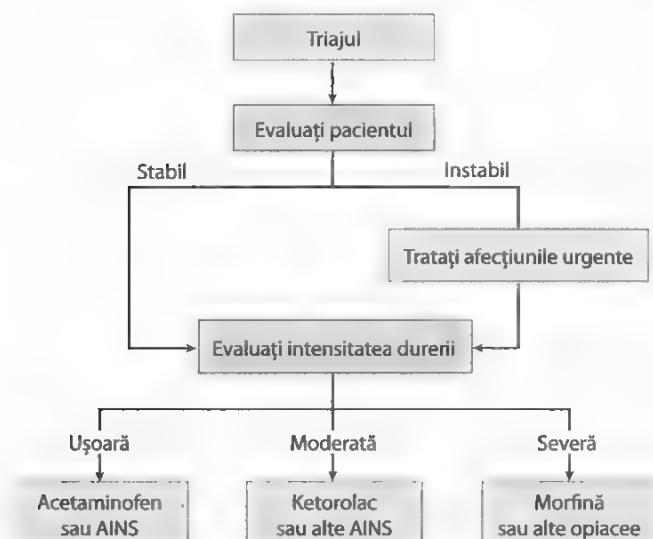 Triajul
Evaluați pacientul
Stabil
Instabil
Tratați afecțiunile urgente
Evaluați intensitatea durerii
Ușoară
Moderată
Severă
Acetaminofen
sau AINS
Ketorolac
sau alte AINS
Morfină
sau alte opiacee